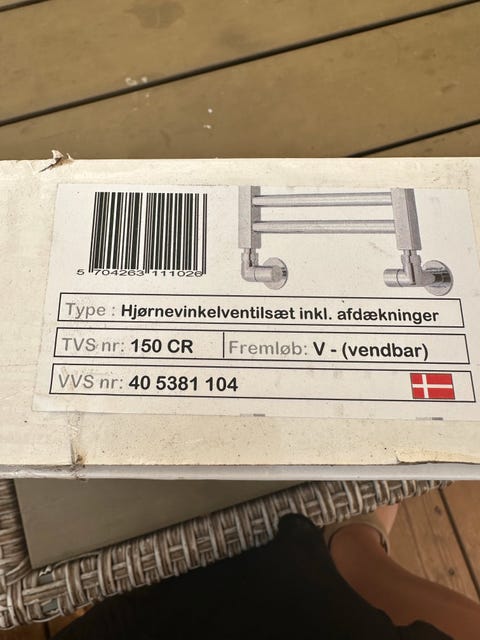 5 704263 111026
Type : Hjørnevinkelventilsæt inkl. afdækninger
TVS nr: 150 CR Fremløb: V - (vendbar)
VVS nr: 40 5381 104